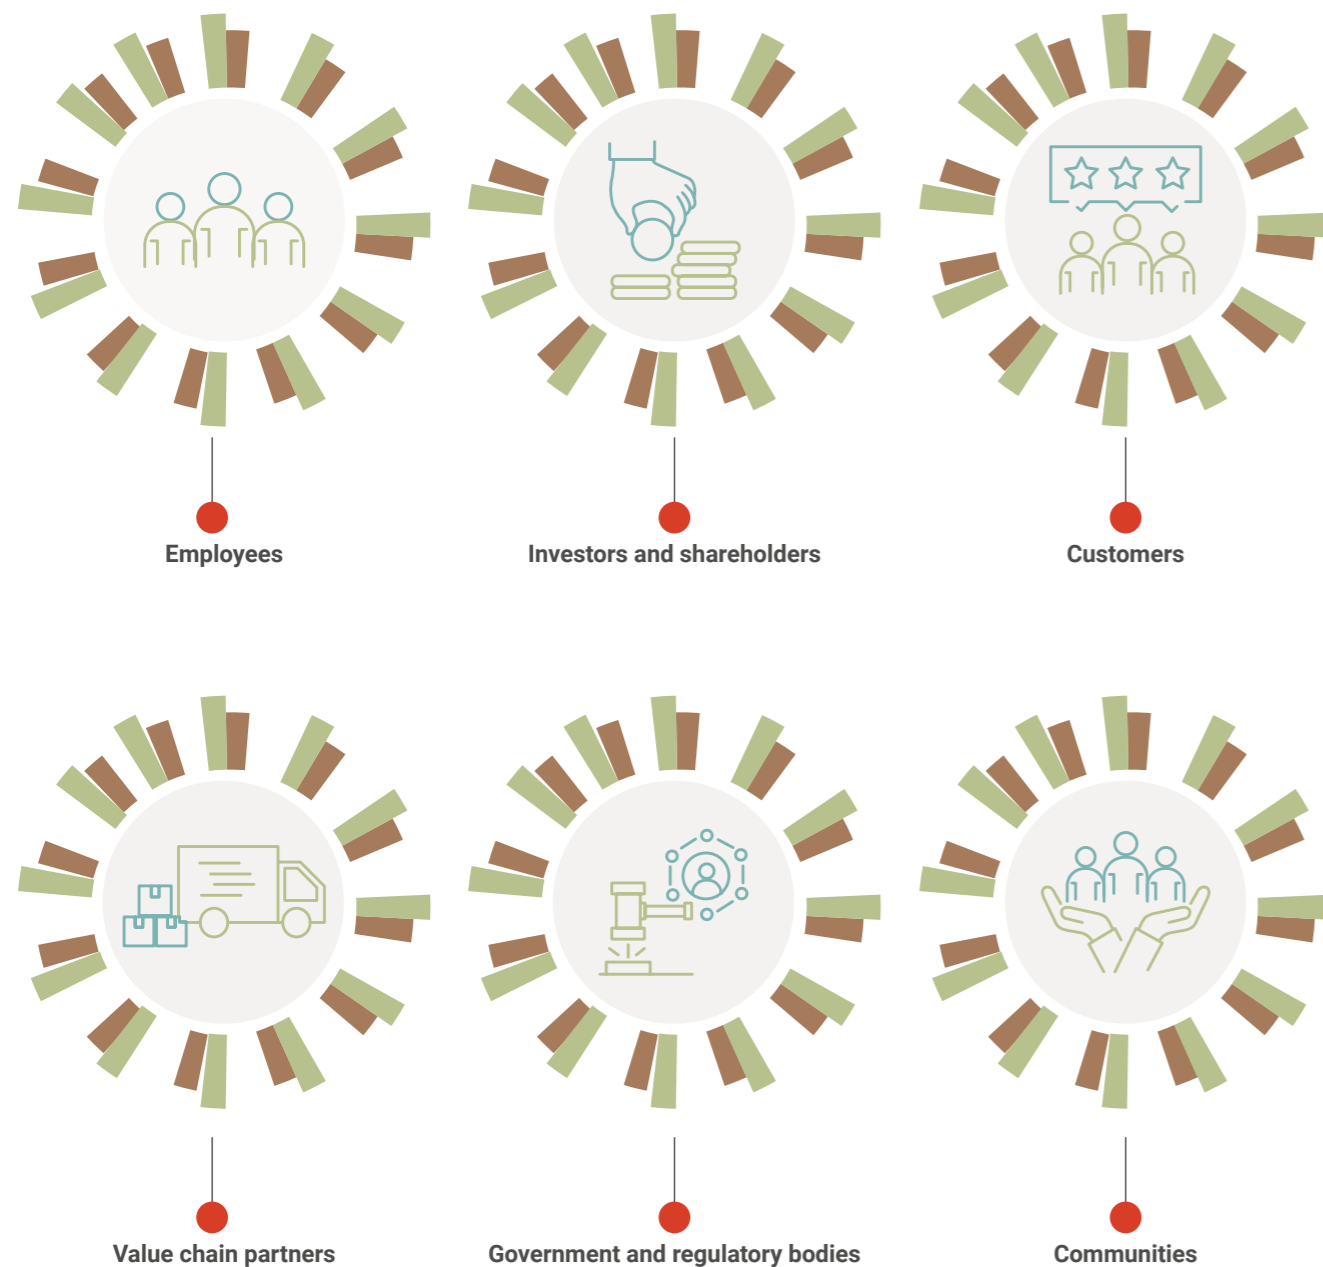 Employees
Investors and shareholders
Customers
Value chain partners
Government and regulatory bodies
Communities